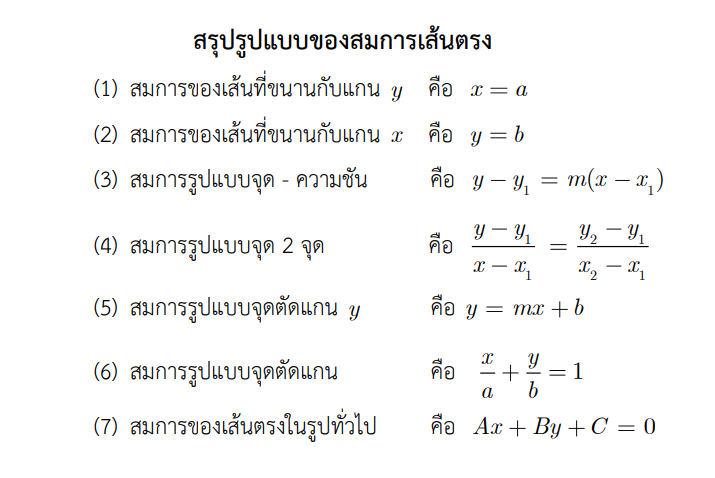 สรุปรูปแบบของสมการเส้นตรง
(1) สมการของเส้นที่ขนานกับแกน y คือ x = a
(2) สมการของเส้นที่ขนานกับแกน x คือ y = b
(3) สมการรูปแบบจุด - ความชัน คือ y − y₁ = m(x − x₁)
(4) สมการรูปแบบจุด 2 จุด คือ (y − y₁)/(x − x₁) = (y₂ − y₁)/(x₂ − x₁)
(5) สมการรูปแบบจุดตัดแกน y คือ y = mx + b
(6) สมการรูปแบบจุดตัดแกน คือ x/a + y/b = 1
(7) สมการของเส้นตรงในรูปทั่วไป คือ Ax + By + C = 0